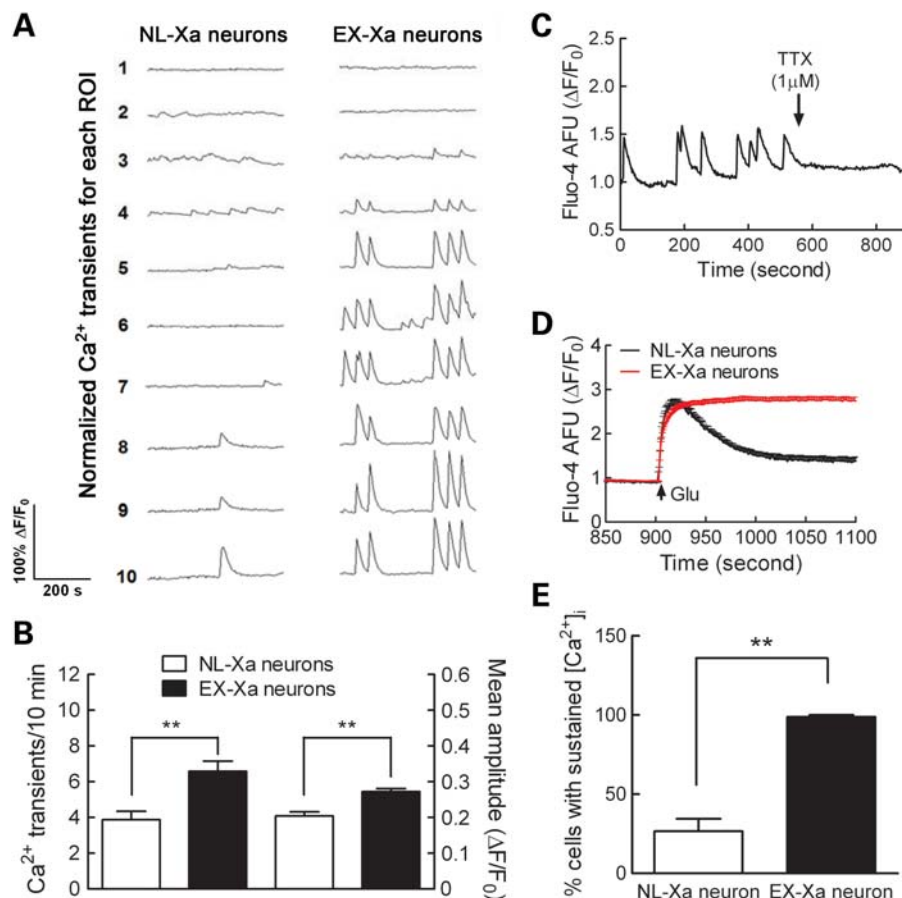 A
NL-Xa neurons
EX-Xa neurons
Normalized Ca²⁺ transients for each ROI
1
2
3
4
5
6
7
8
9
10
100% ΔF/F₀
200 s
B
NL-Xa neurons
EX-Xa neurons
Ca²⁺ transients/10 min
12
10
8
6
4
2
0
**
**
0.6
0.5
0.4
0.3
0.2
0.1
0
Mean amplitude (ΔF/F₀)
C
Fluo-4 AFU (ΔF/F₀)
2.5
2.0
1.5
1.0
0.5
TTX
(1µM)
0 200 400 600 800
Time (second)
D
NL-Xa neurons
EX-Xa neurons
Fluo-4 AFU (ΔF/F₀)
4
3
2
1
0
Glu
850 900 950 1000 1050 1100
Time (second)
E
% cells with sustained [Ca²⁺]ᵢ
150
100
50
0
**
NL-Xa neuron EX-Xa neuron